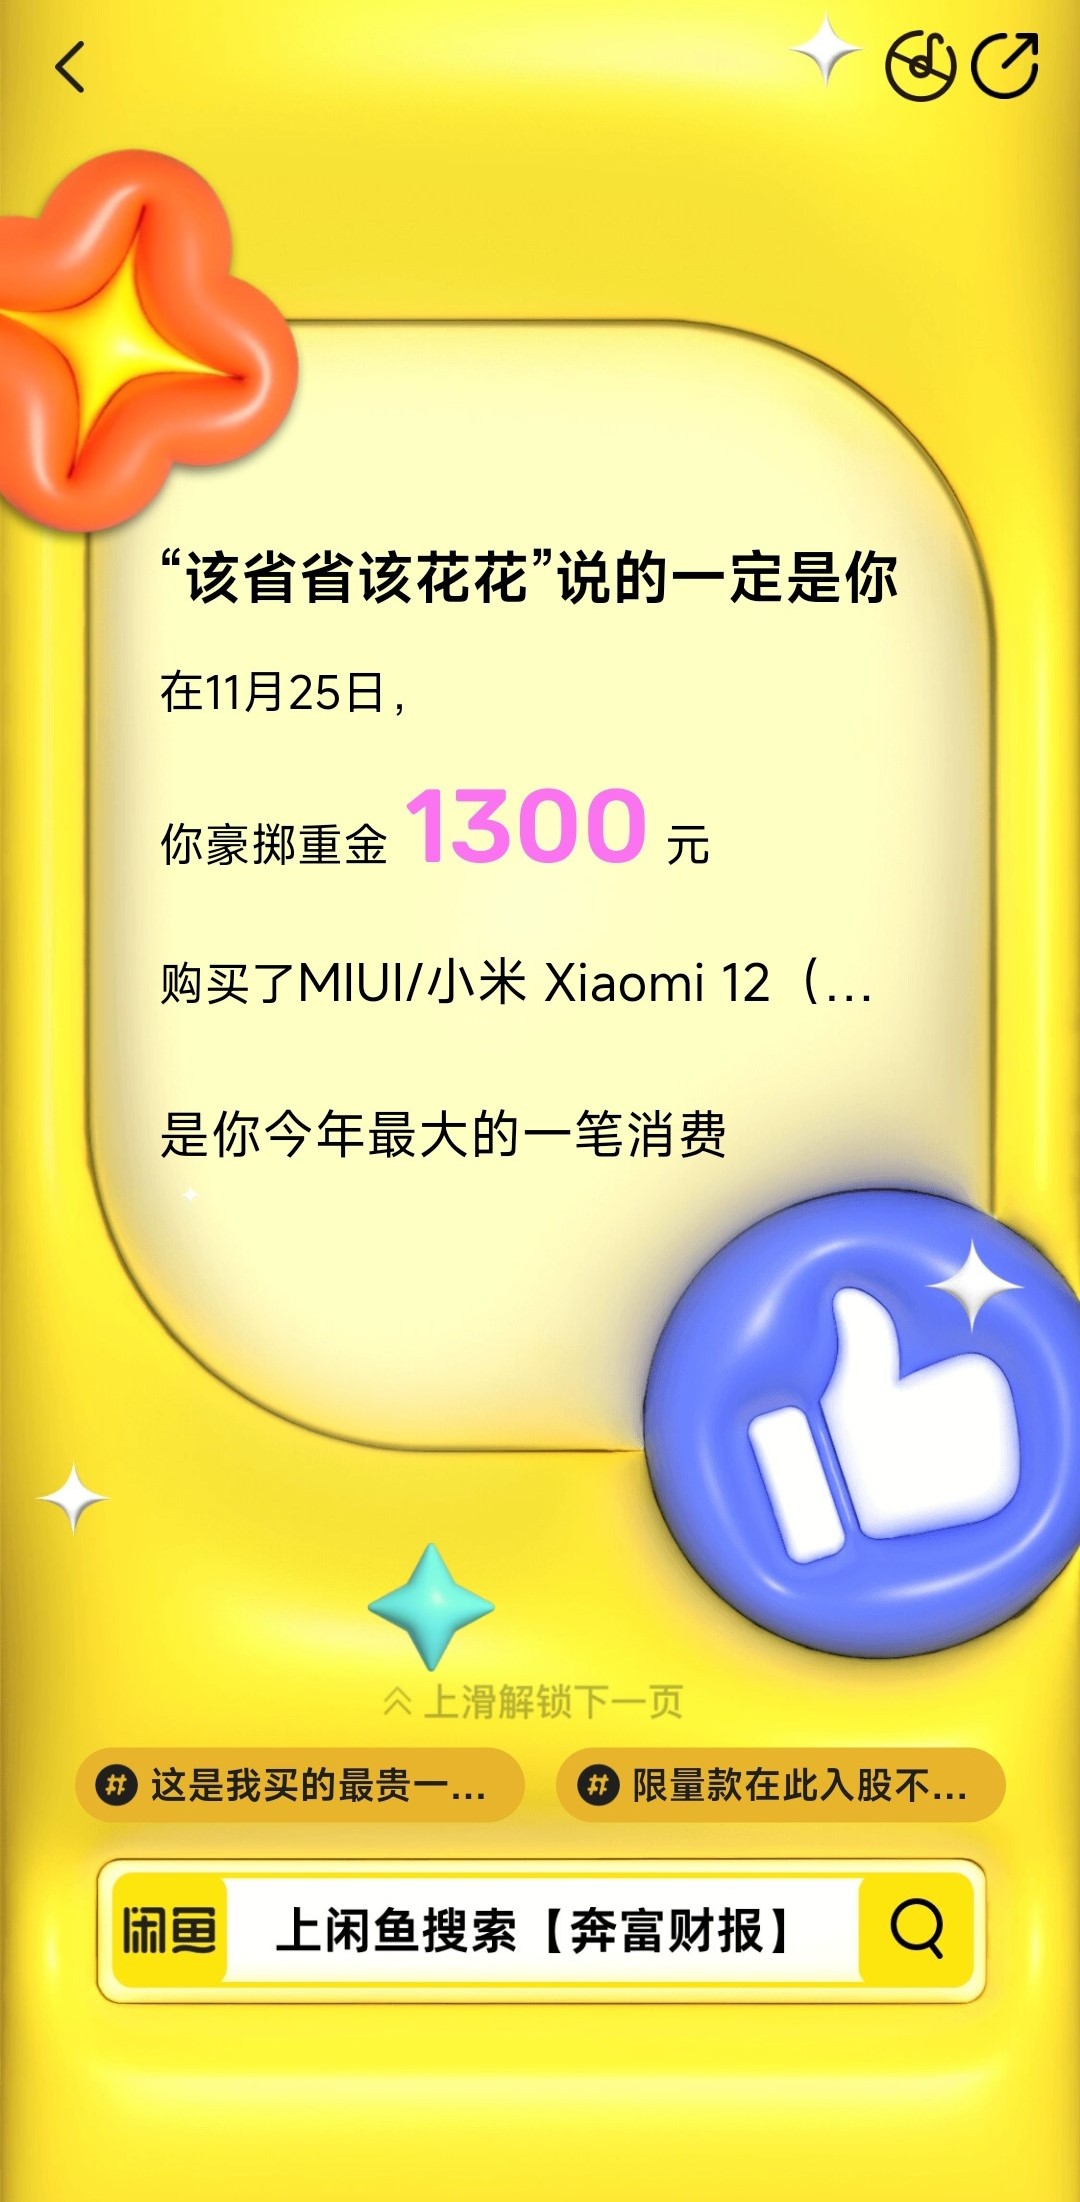 “该省省该花花”说的一定是你
在11月25日，
你豪掷重金 1300 元
购买了MIUI/小米 Xiaomi 12（...
是你今年最大的一笔消费
上滑解锁下一页
# 这是我买的最贵一...
# 限量款在此入股不...
闲鱼 上闲鱼搜索【奔富财报】